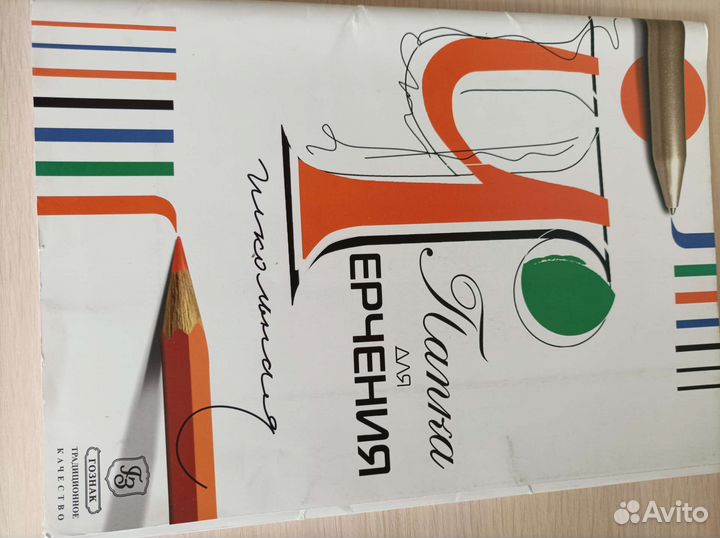 Папка
для
Черчения
школьная
ГОЗНАК
ТРАДИЦИОННОЕ
КАЧЕСТВО
Avito